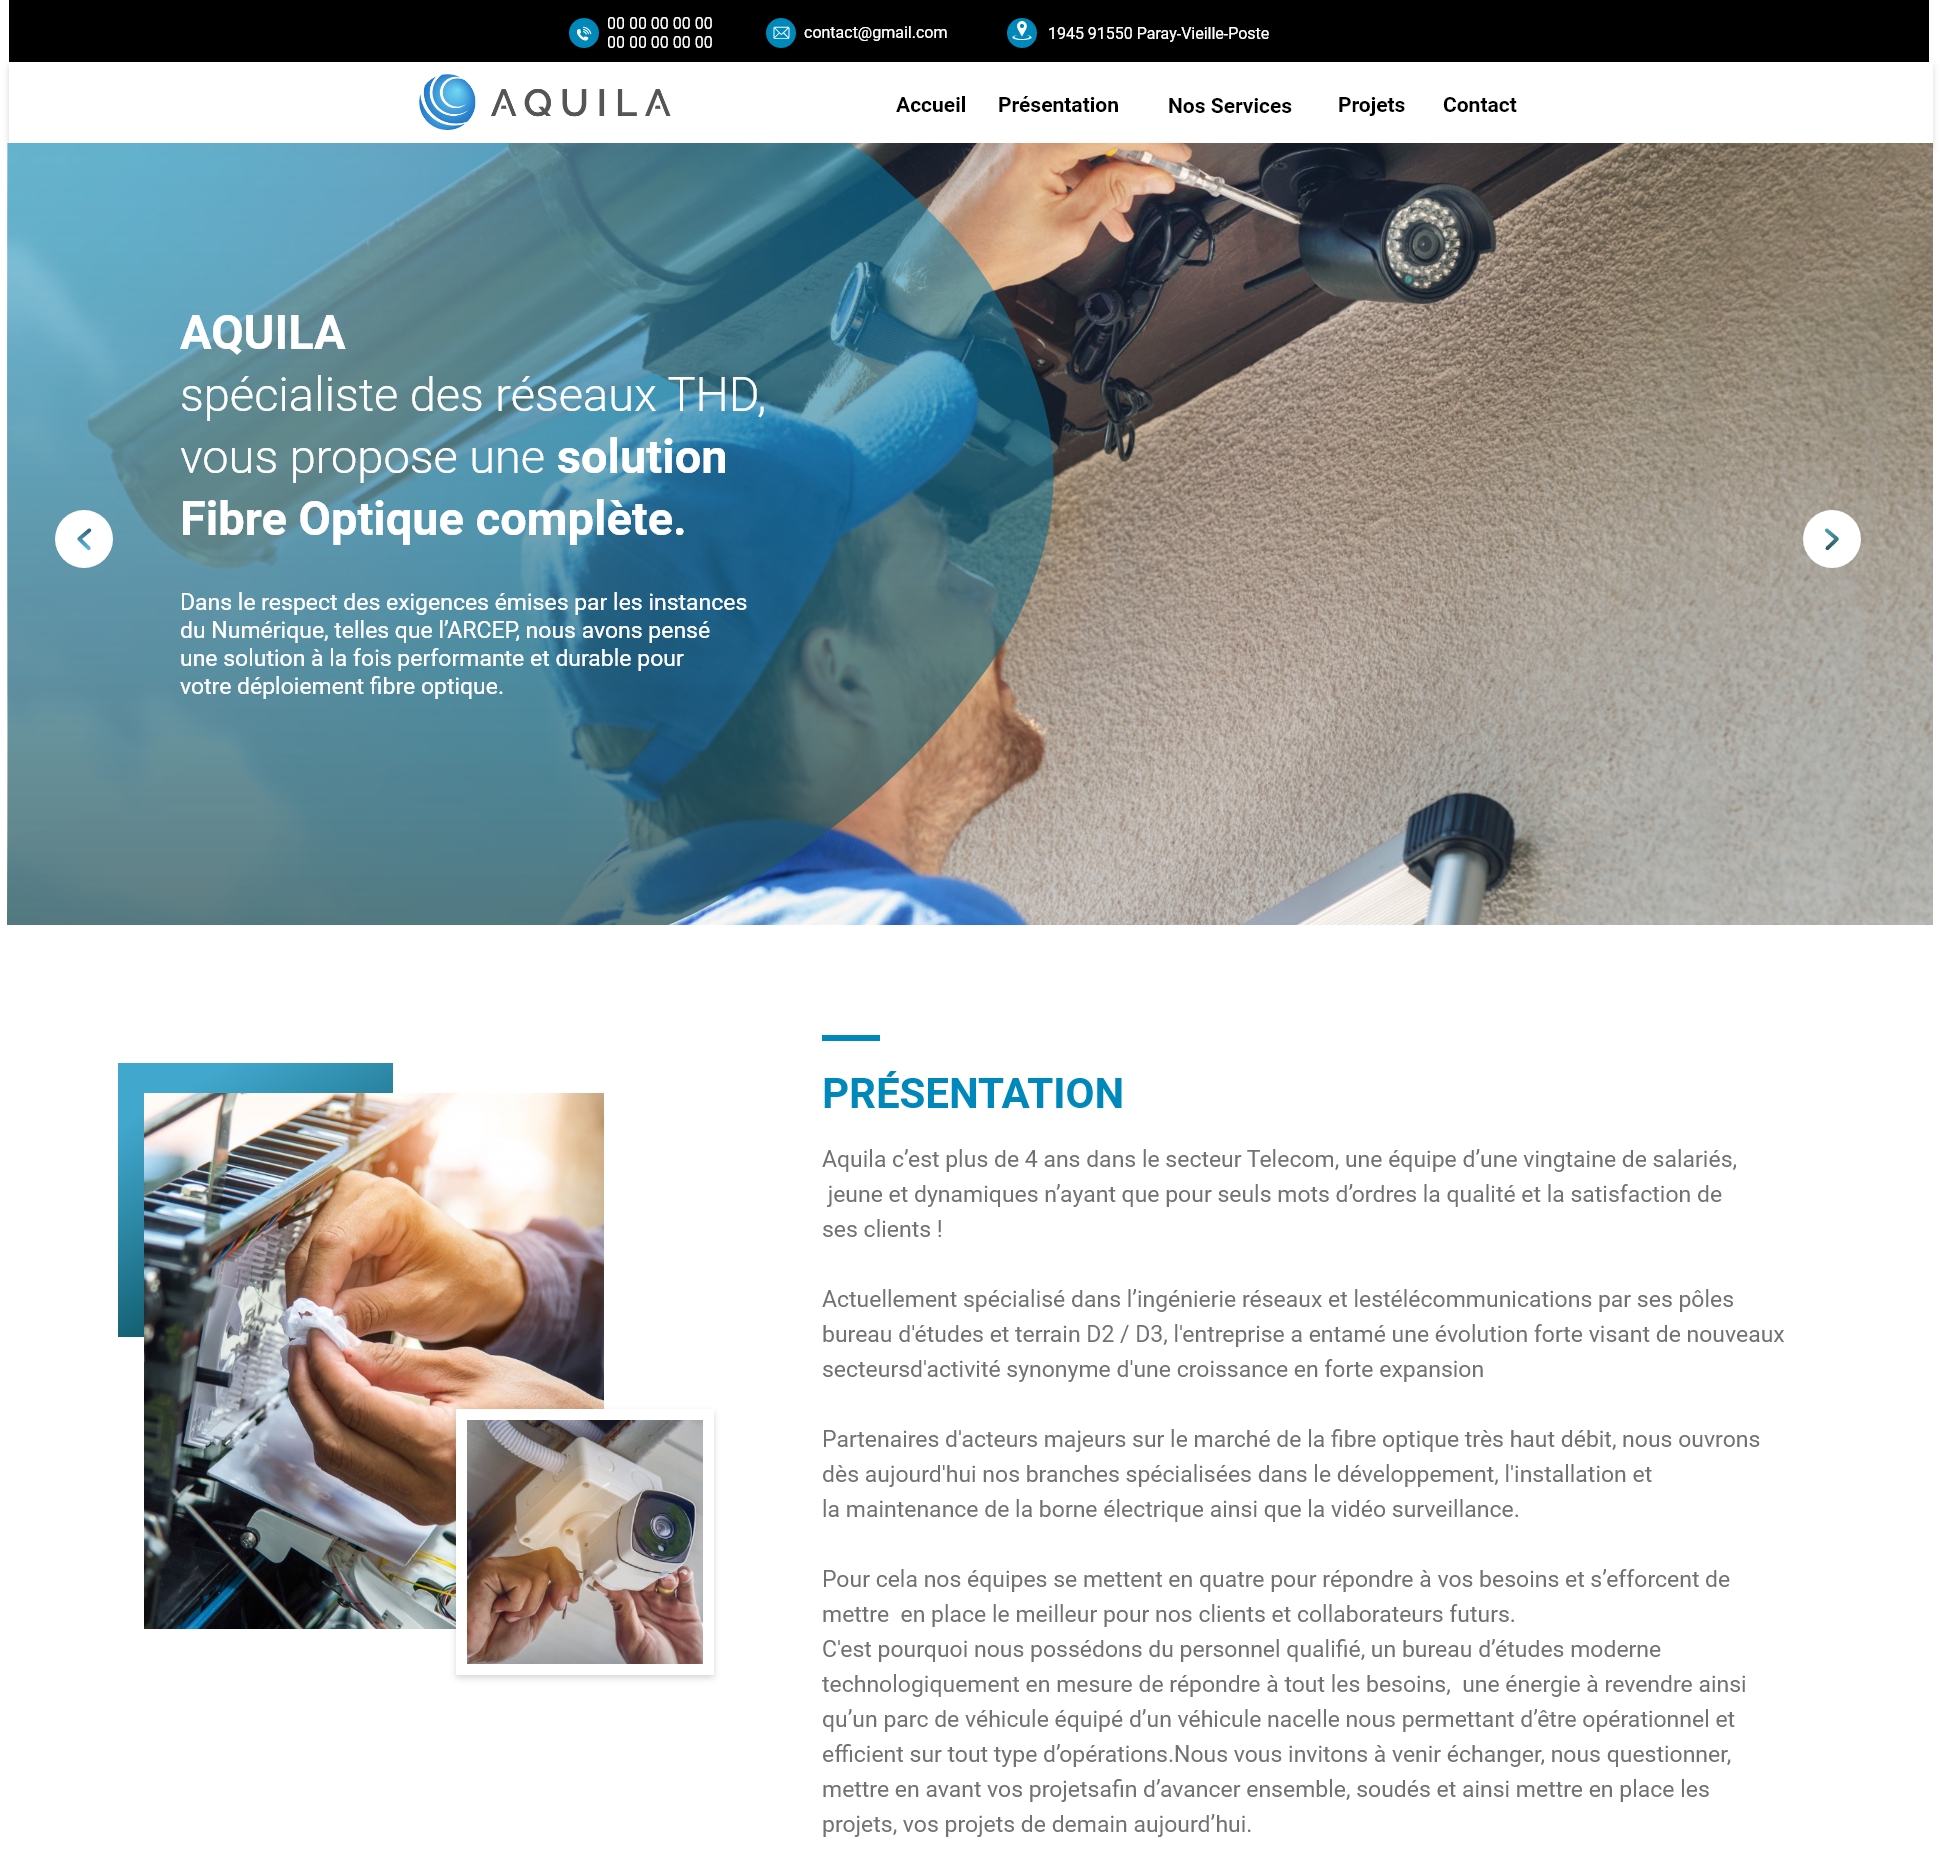 00 00 00 00 00
00 00 00 00 00
contact@gmail.com
1945 91550 Paray-Vieille-Poste
AQUILA
Accueil Présentation Nos Services Projets Contact
AQUILA
spécialiste des réseaux THD,
vous propose une solution
Fibre Optique complète.
Dans le respect des exigences émises par les instances
du Numérique, telles que l’ARCEP, nous avons pensé
une solution à la fois performante et durable pour
votre déploiement fibre optique.
PRÉSENTATION
Aquila c’est plus de 4 ans dans le secteur Telecom, une équipe d’une vingtaine de salariés,
jeune et dynamiques n’ayant que pour seuls mots d’ordres la qualité et la satisfaction de
ses clients !
Actuellement spécialisé dans l’ingénierie réseaux et lestélécommunications par ses pôles
bureau d'études et terrain D2 / D3, l'entreprise a entamé une évolution forte visant de nouveaux
secteursd'activité synonyme d'une croissance en forte expansion
Partenaires d'acteurs majeurs sur le marché de la fibre optique très haut débit, nous ouvrons
dès aujourd'hui nos branches spécialisées dans le développement, l'installation et
la maintenance de la borne électrique ainsi que la vidéo surveillance.
Pour cela nos équipes se mettent en quatre pour répondre à vos besoins et s’efforcent de
mettre  en place le meilleur pour nos clients et collaborateurs futurs.
C'est pourquoi nous possédons du personnel qualifié, un bureau d’études moderne
technologiquement en mesure de répondre à tout les besoins,  une énergie à revendre ainsi
qu’un parc de véhicule équipé d’un véhicule nacelle nous permettant d’être opérationnel et
efficient sur tout type d’opérations.Nous vous invitons à venir échanger, nous questionner,
mettre en avant vos projetsafin d’avancer ensemble, soudés et ainsi mettre en place les
projets, vos projets de demain aujourd’hui.